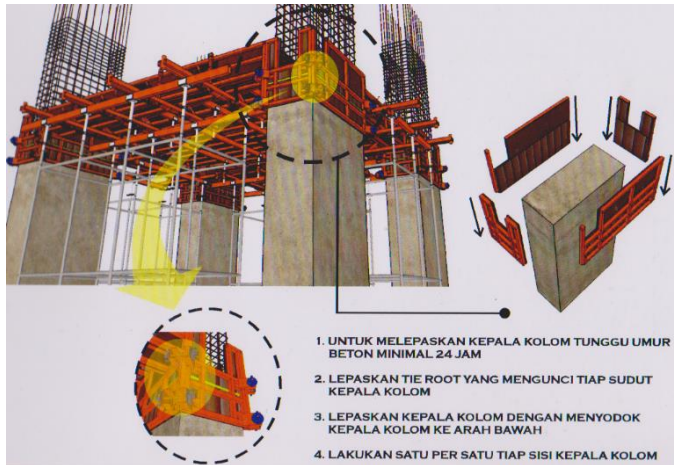 1. UNTUK MELEPASKAN KEPALA KOLOM TUNGGU UMUR
BETON MINIMAL 24 JAM
2. LEPASKAN TIE ROOT YANG MENGUNCI TIAP SUDUT
KEPALA KOLOM
3. LEPASKAN KEPALA KOLOM DENGAN MENYODOK
KEPALA KOLOM KE ARAH BAWAH
4. LAKUKAN SATU PER SATU TIAP SISI KEPALA KOLOM